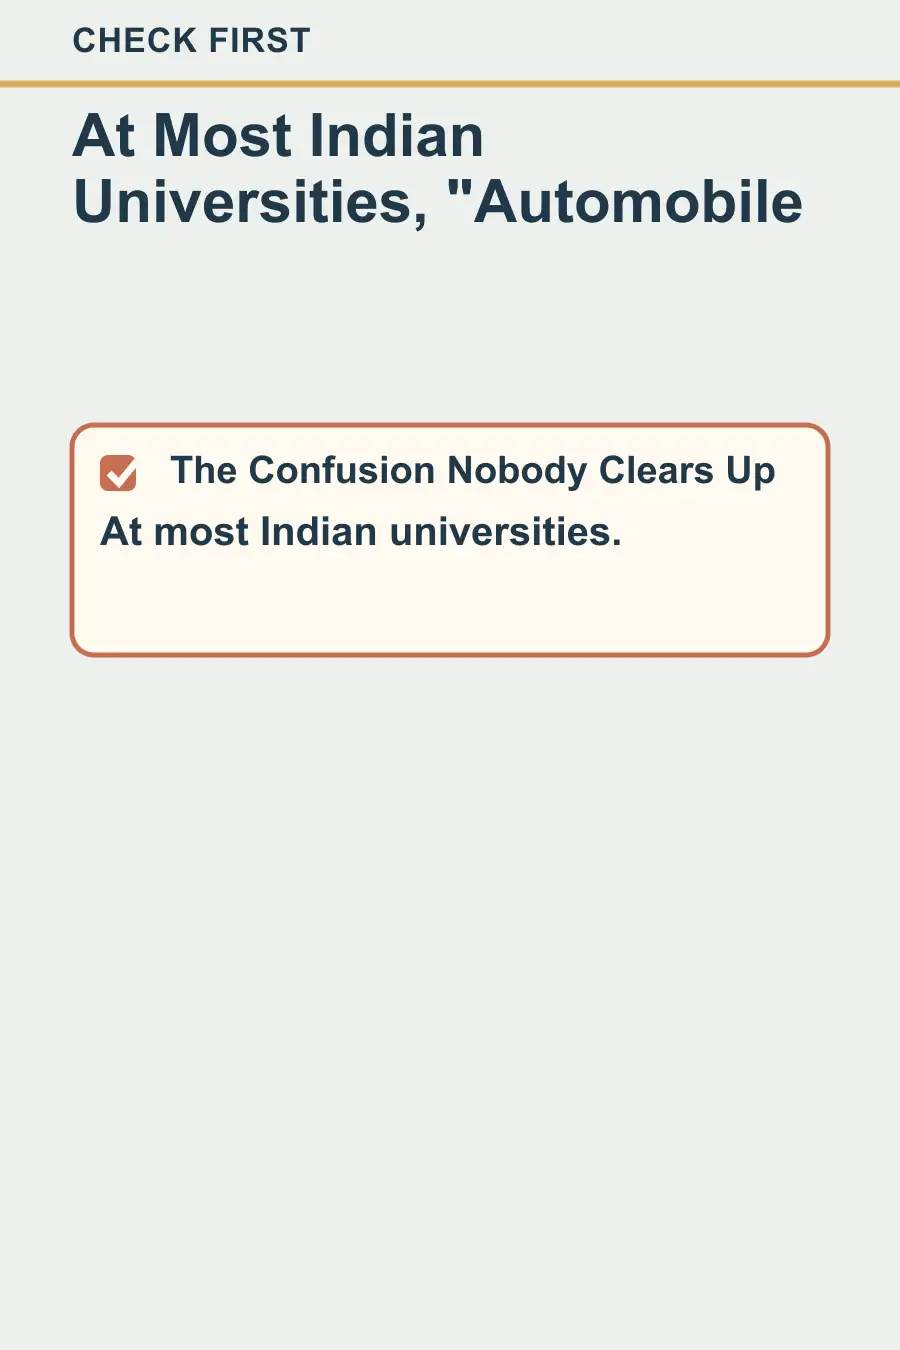 CHECK FIRST
At Most Indian
Universities, "Automobile
The Confusion Nobody Clears Up
At most Indian universities.